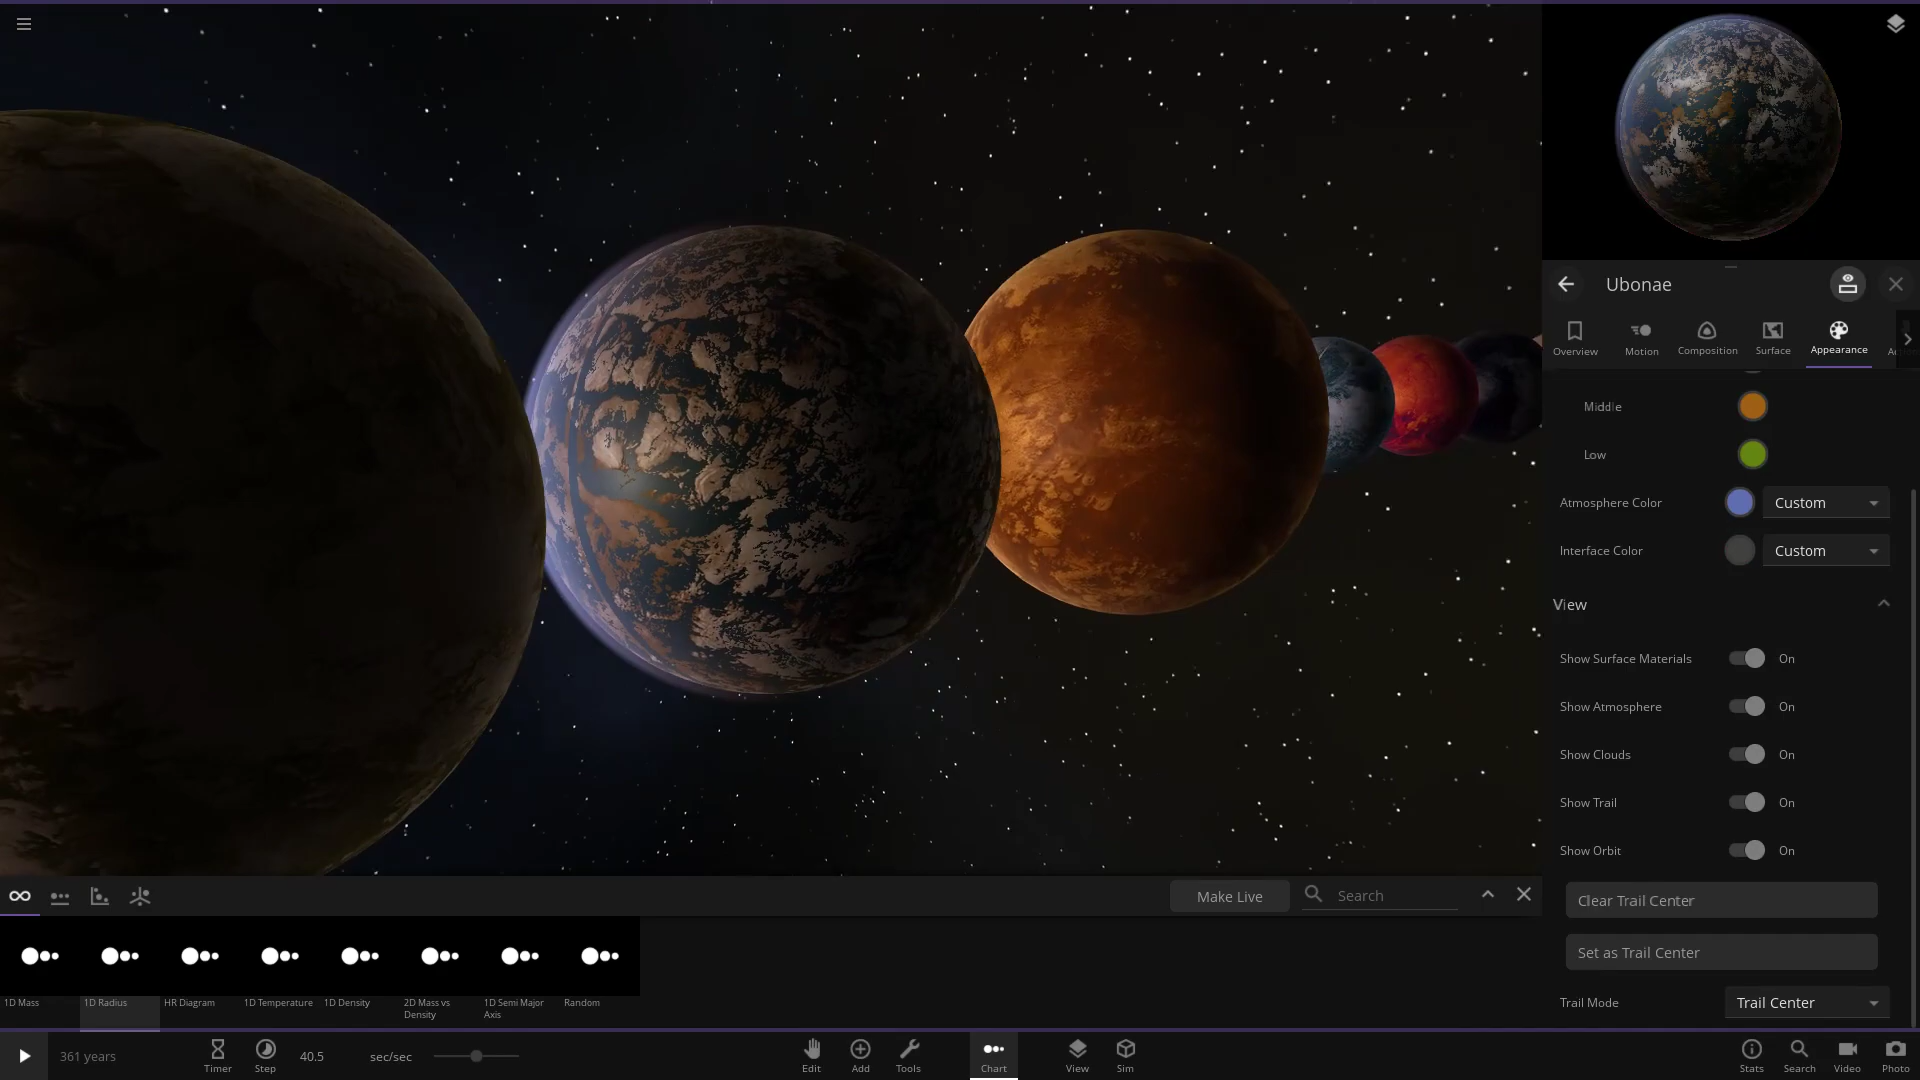 Ubonae
Overview
Motion
Composition
Surface
Appearance
Middle
Low
Atmosphere Color
Custom
Interface Color
Custom
View
Show Surface Materials
On
Show Atmosphere
On
Show Clouds
On
Show Trail
On
Show Orbit
On
Clear Trail Center
Set as Trail Center
Trail Mode
Trail Center
Make Live
Search
1D Mass
1D Radius
HR Diagram
1D Temperature
1D Density
2D Mass vs
Density
1D Semi Major
Axis
Random
361 years
Timer
Step
40.5
sec/sec
Edit
Add
Tools
Chart
View
Sim
Stats
Search
Video
Photo